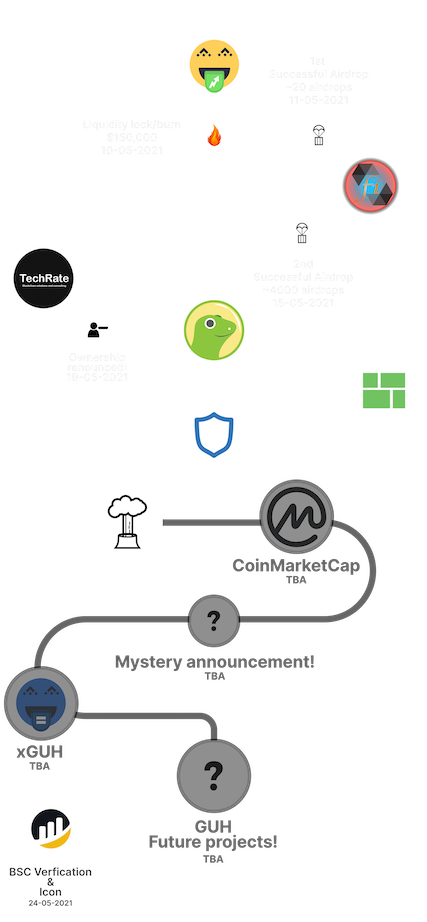 1st
Successful Airdrop
~20 airdrops
11-05-2021
Liquidity lock/burn
$150,000
10-05-2021
2nd
Successful Airdrop
~4600 airdrops
15-05-2021
TechRate
Ownership
renounced!
19-05-2021
CoinMarketCap
TBA
?
Mystery announcement!
TBA
xGUH
TBA
?
GUH
Future projects!
TBA
BSC Verfication
&
Icon
24-05-2021